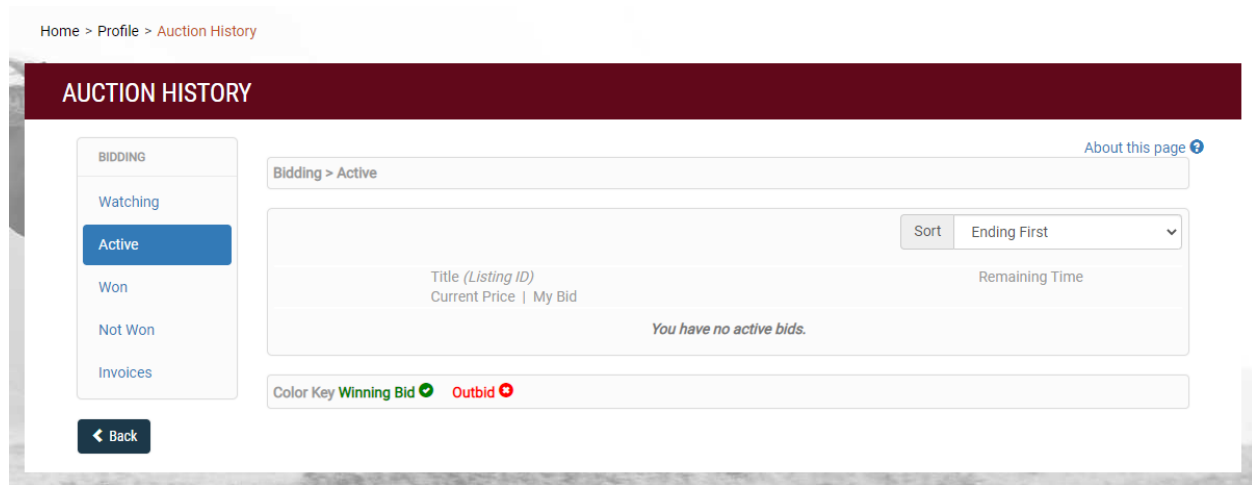 Home > Profile > Auction History
AUCTION HISTORY
BIDDING
Watching
Active
Won
Not Won
Invoices
Back
About this page
Bidding > Active
Sort Ending First
Title (Listing ID) Remaining Time
Current Price | My Bid
You have no active bids.
Color Key Winning Bid Outbid